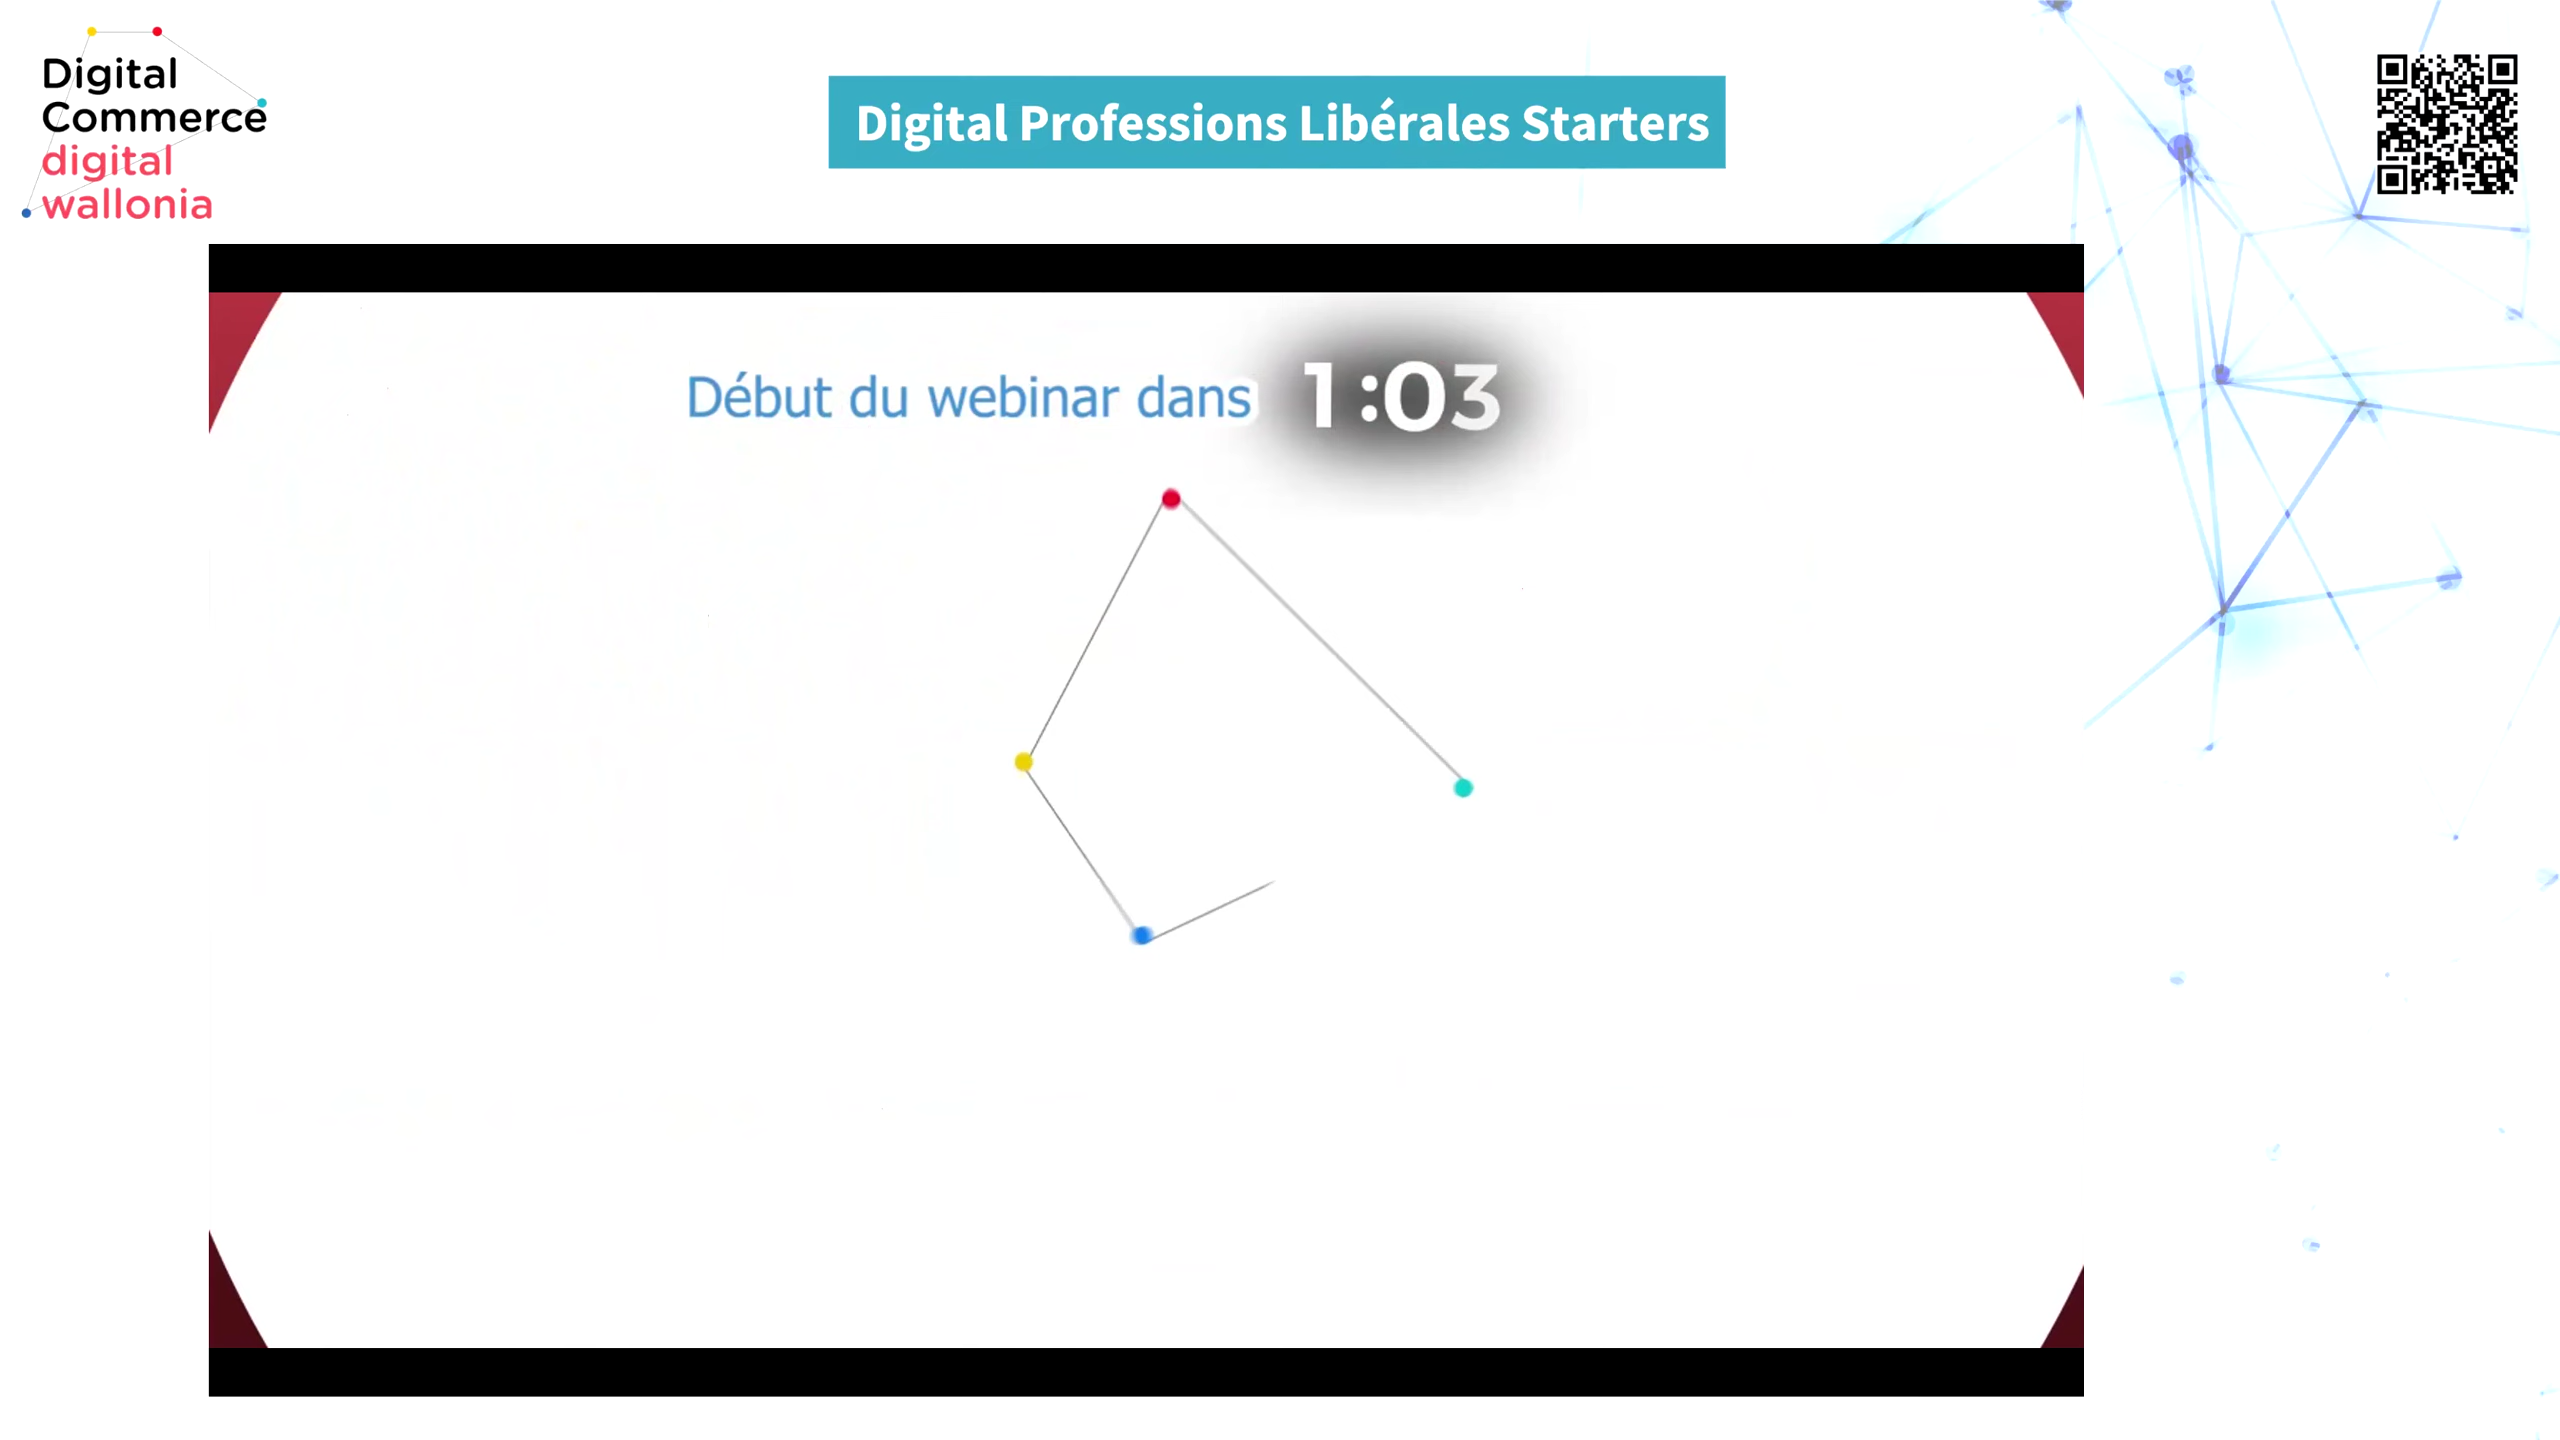 Digital
Commerce
digital
wallonia
Digital Professions Libérales Starters
Début du webinar dans 1:03